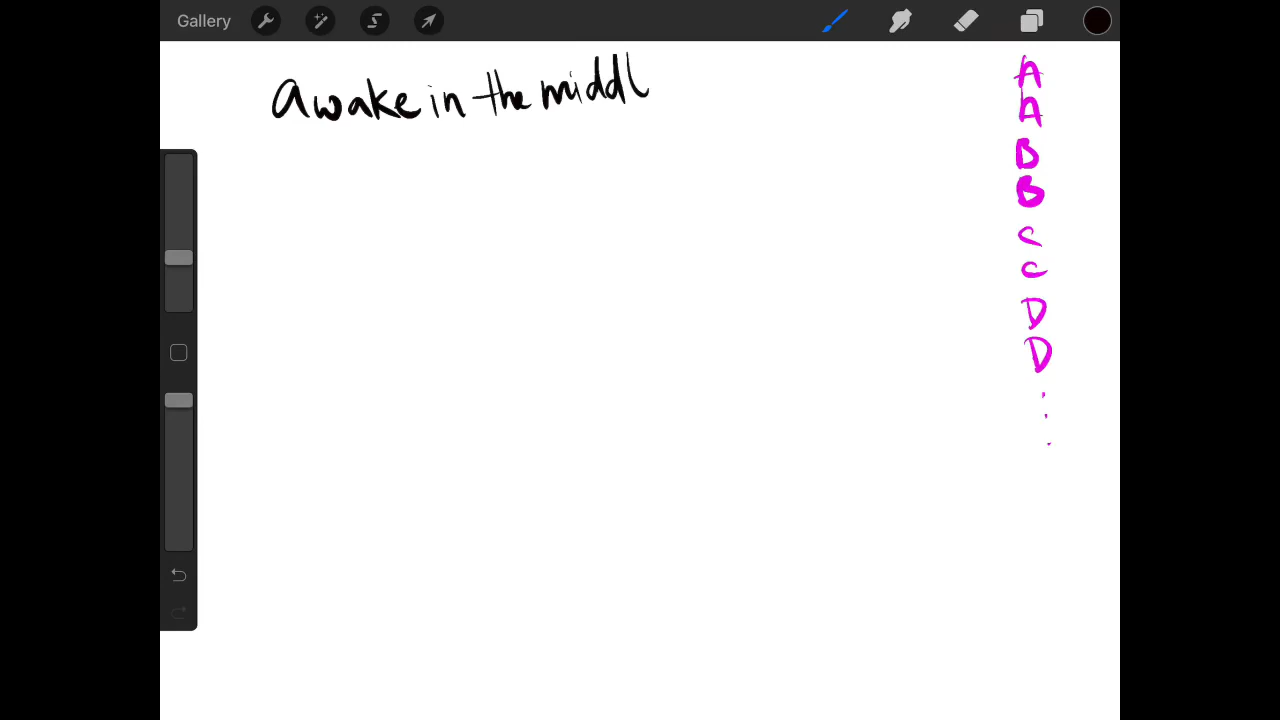 Gallery
Awake in the middl
A
A
B
B
C
C
D
D
.
.
.